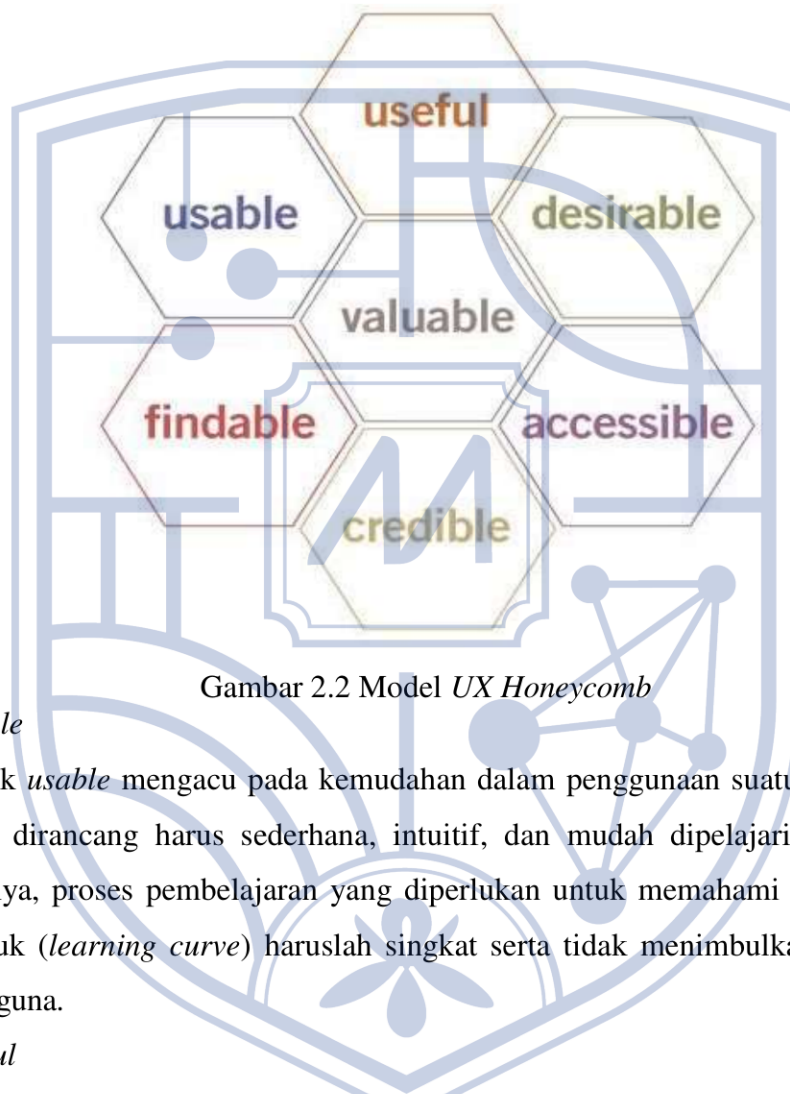 useful
usable
desirable
valuable
findable
accessible
credible
Gambar 2.2 Model UX Honeycomb
le
k usable mengacu pada kemudahan dalam penggunaan suatu
dirancang harus sederhana, intuitif, dan mudah dipelajari
ya, proses pembelajaran yang diperlukan untuk memahami
uk (learning curve) haruslah singkat serta tidak menimbulka
guna.
ul